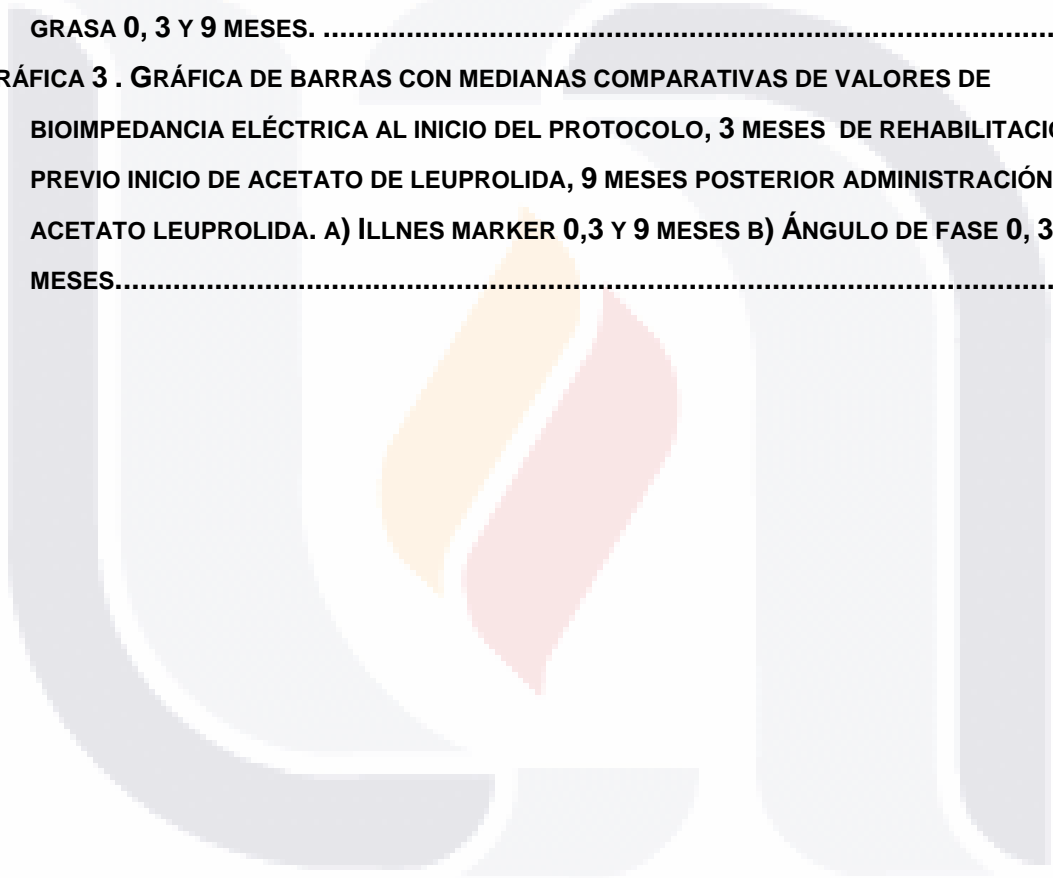 GRASA 0, 3 Y 9 MESES. ..........................................................................................
RÁFICA 3 . GRÁFICA DE BARRAS CON MEDIANAS COMPARATIVAS DE VALORES DE
BIOIMPEDANCIA ELÉCTRICA AL INICIO DEL PROTOCOLO, 3 MESES DE REHABILITACI
PREVIO INICIO DE ACETATO DE LEUPROLIDA, 9 MESES POSTERIOR ADMINISTRACIÓN
ACETATO LEUPROLIDA. A) ILLNES MARKER 0,3 Y 9 MESES B) ÁNGULO DE FASE 0, 3
MESES...................................................................................................................